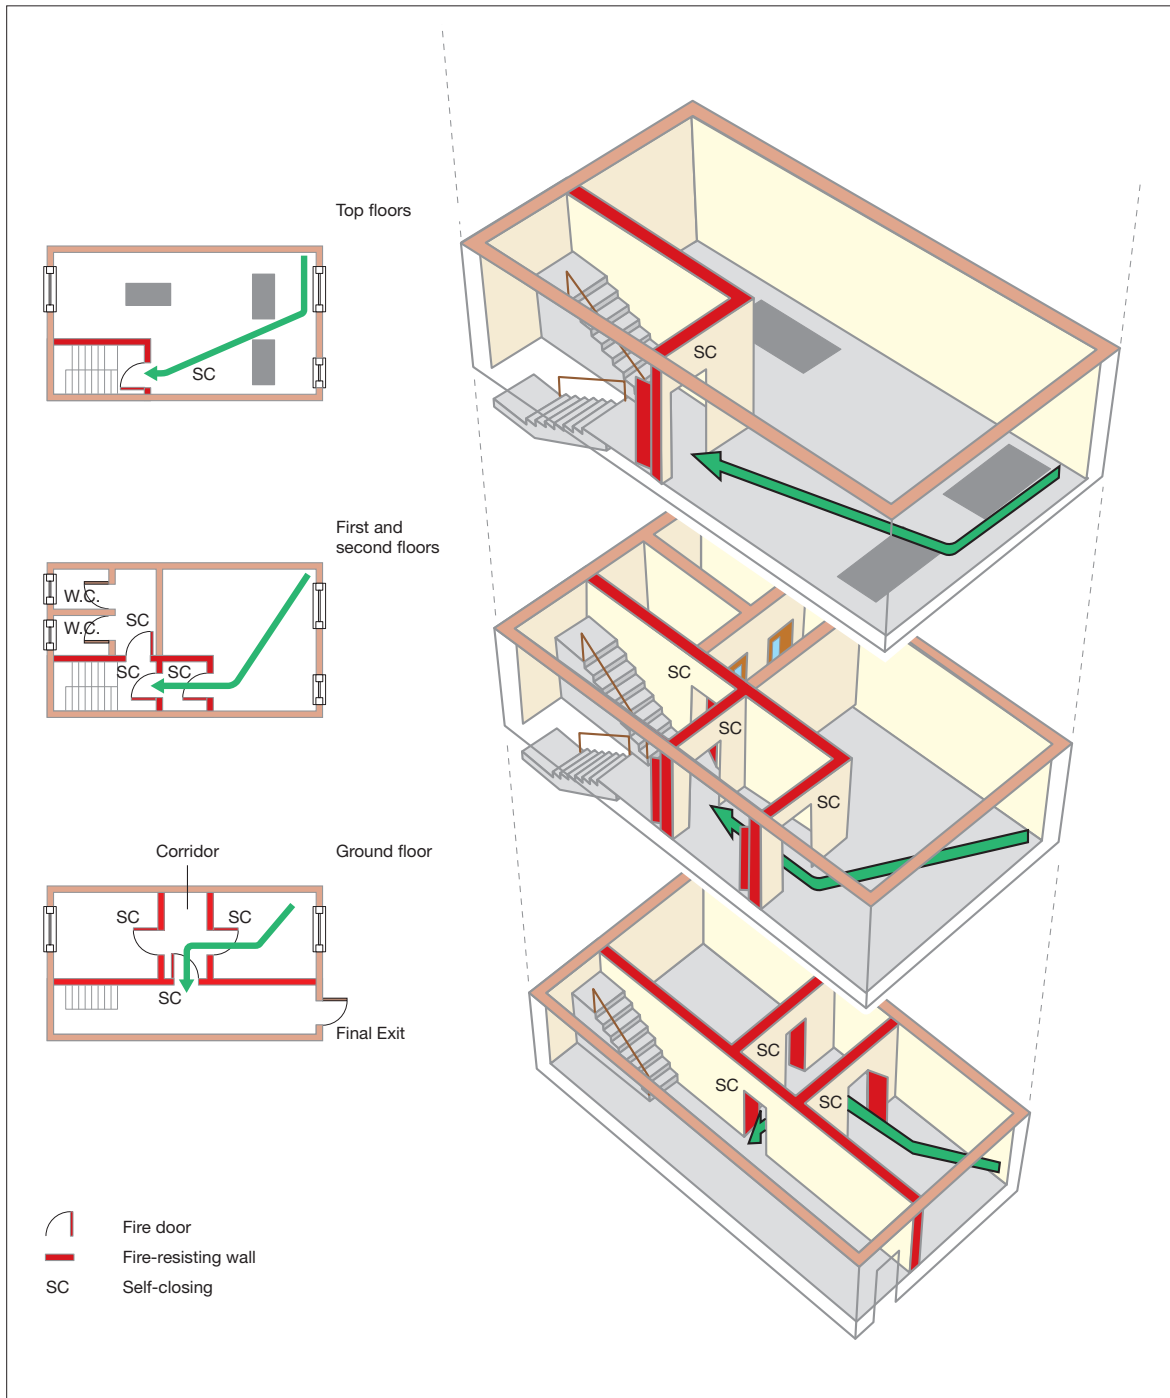 Top floors
SC
SC
First and
second floors
W.C.
W.C.
SC
SC
SC
SC
SC
SC
Corridor
Ground floor
SC
SC
SC
Final Exit
SC
SC
SC
Fire door
Fire-resisting wall
SC
Self-closing